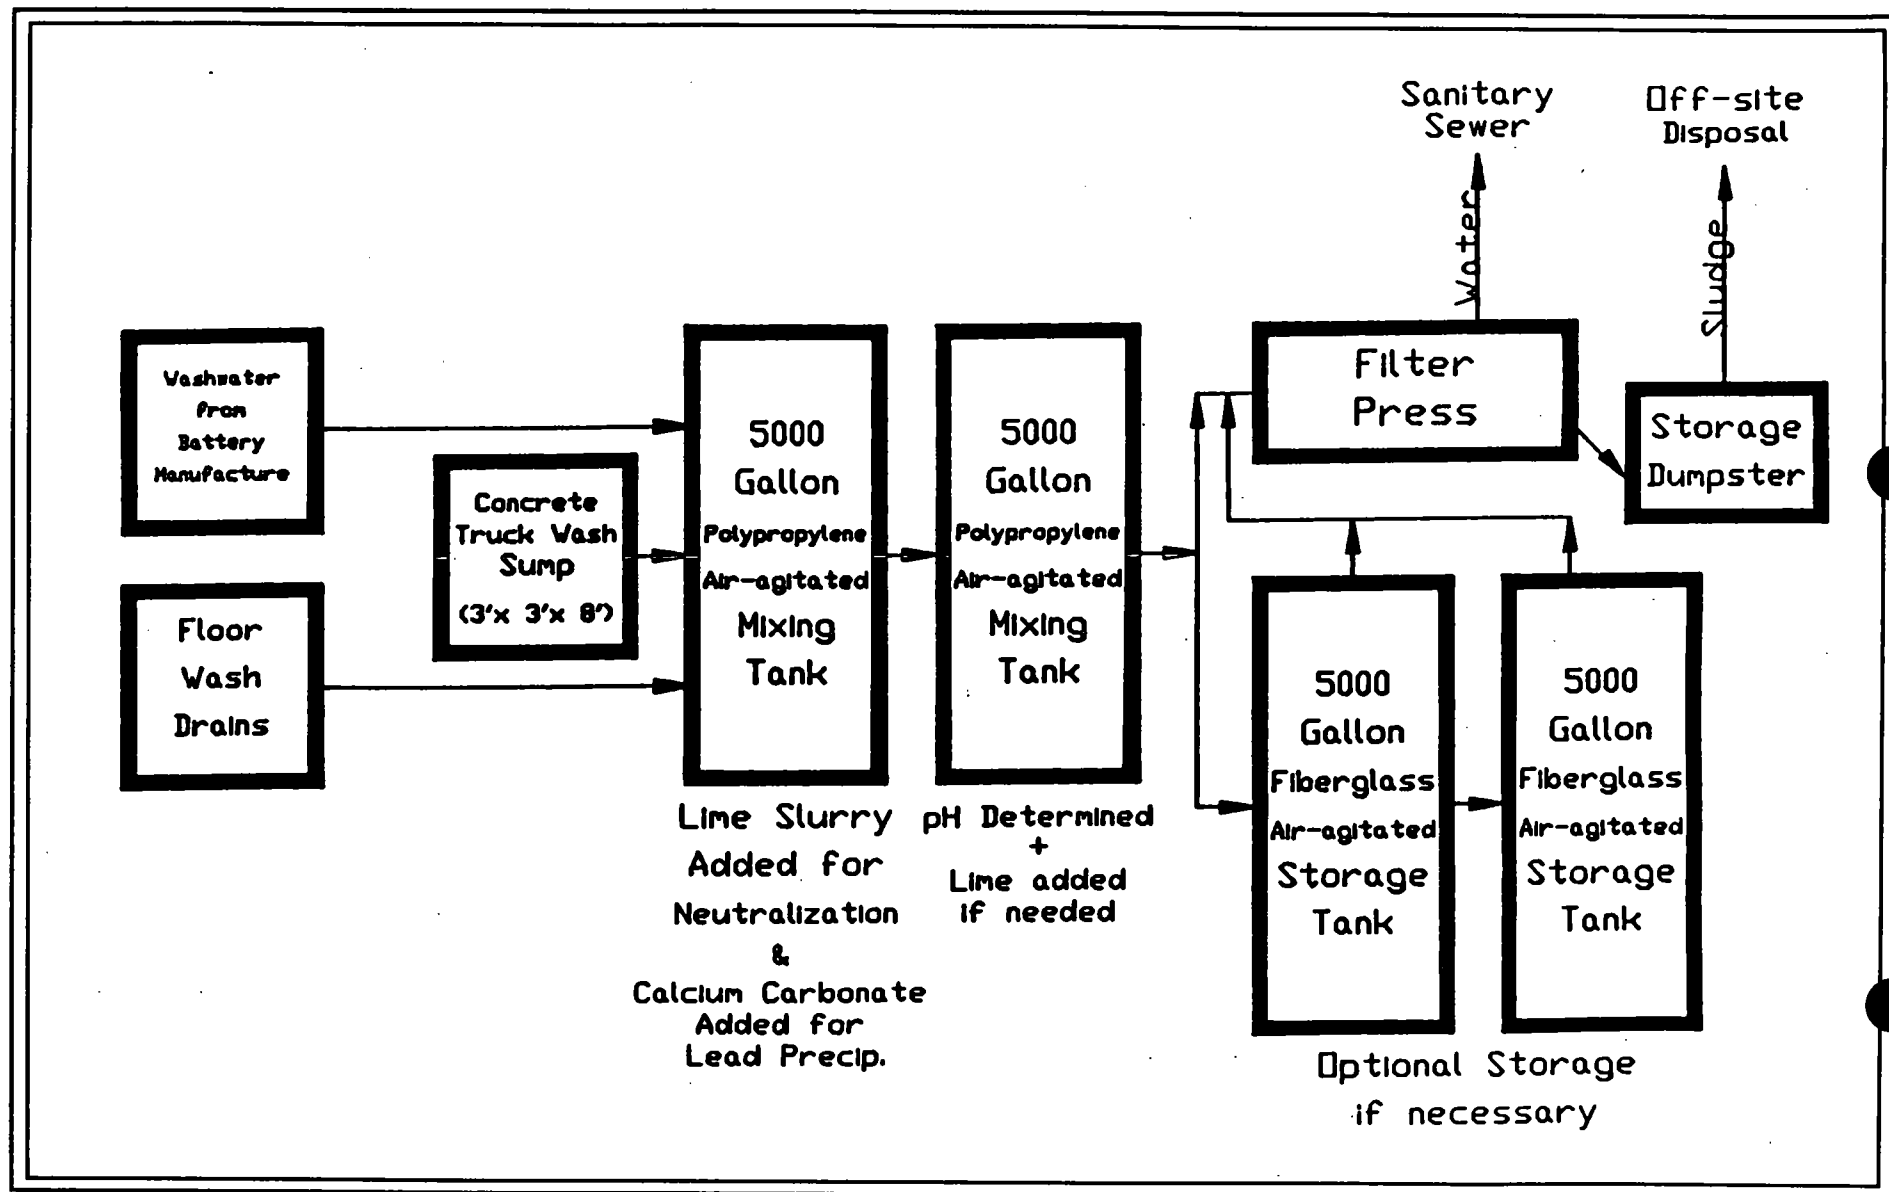 Sanitary
Sewer
Off-site
Disposal
Water
Sludge
Washwater
from
Battery
Manufacture
Concrete
Truck Wash
Sump
(3'x 3'x 8')
Floor
Wash
Drains
5000
Gallon
Polypropylene
Air-agitated
Mixing
Tank
5000
Gallon
Polypropylene
Air-agitated
Mixing
Tank
Filter
Press
Storage
Dumpster
5000
Gallon
Fiberglass
Air-agitated
Storage
Tank
5000
Gallon
Fiberglass
Air-agitated
Storage
Tank
Lime Slurry
Added for
Neutralization
&
Calcium Carbonate
Added for
Lead Precip.
pH Determined
+
Lime added
if needed
Optional Storage
if necessary